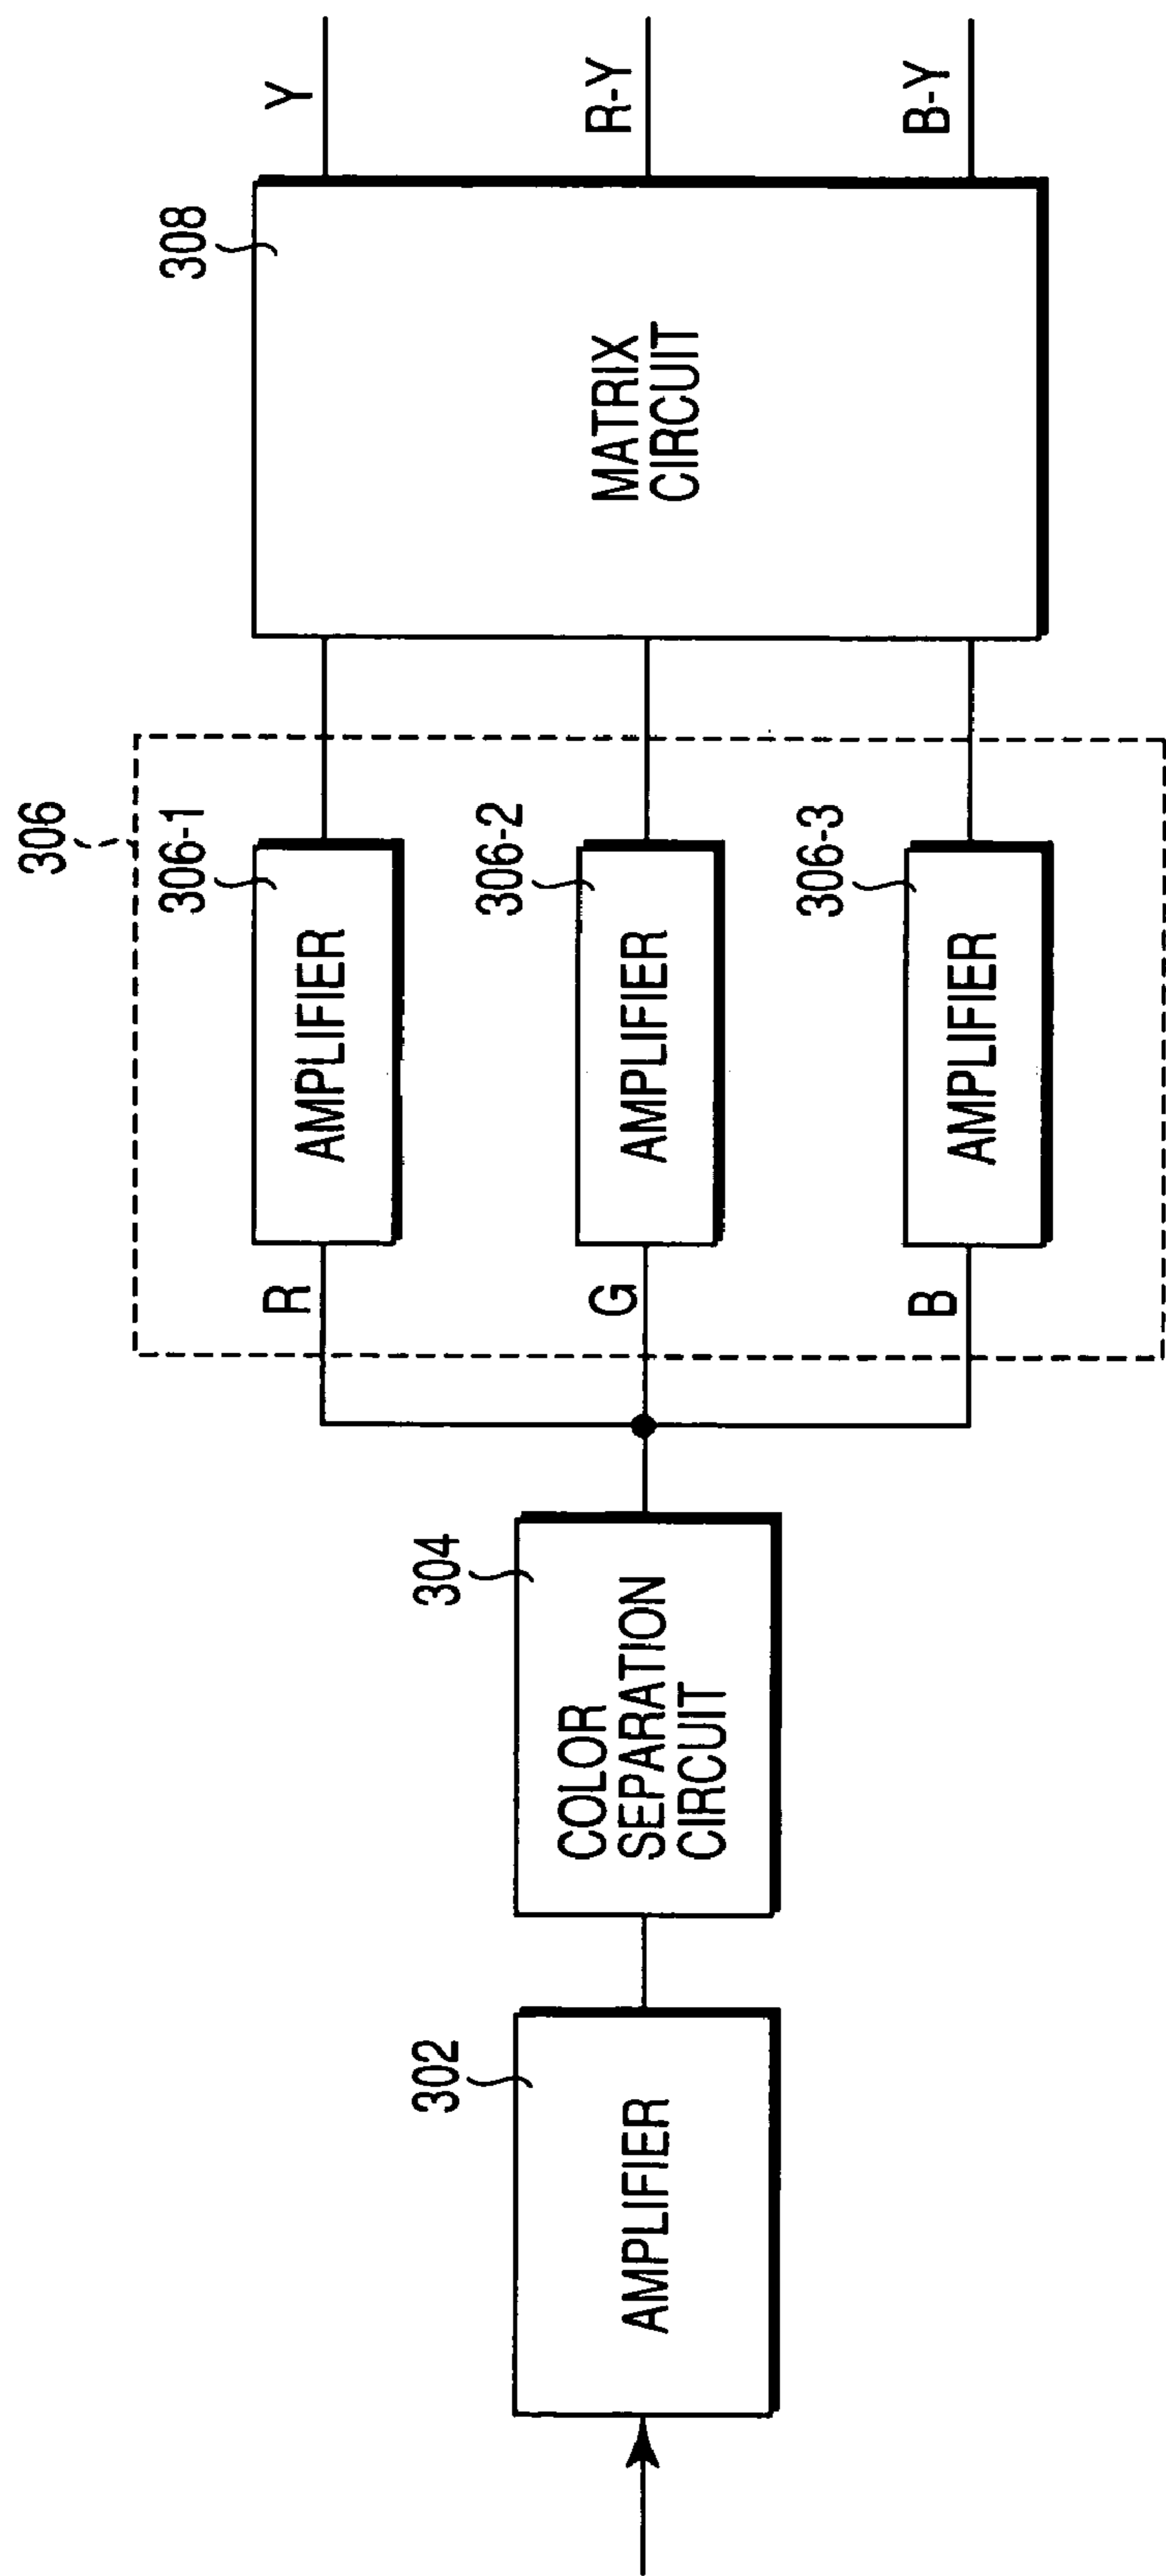 302
AMPLIFIER
304
COLOR
SEPARATION
CIRCUIT
306
R
306-1
AMPLIFIER
G
306-2
AMPLIFIER
B
306-3
AMPLIFIER
308
MATRIX
CIRCUIT
Y
R-Y
B-Y